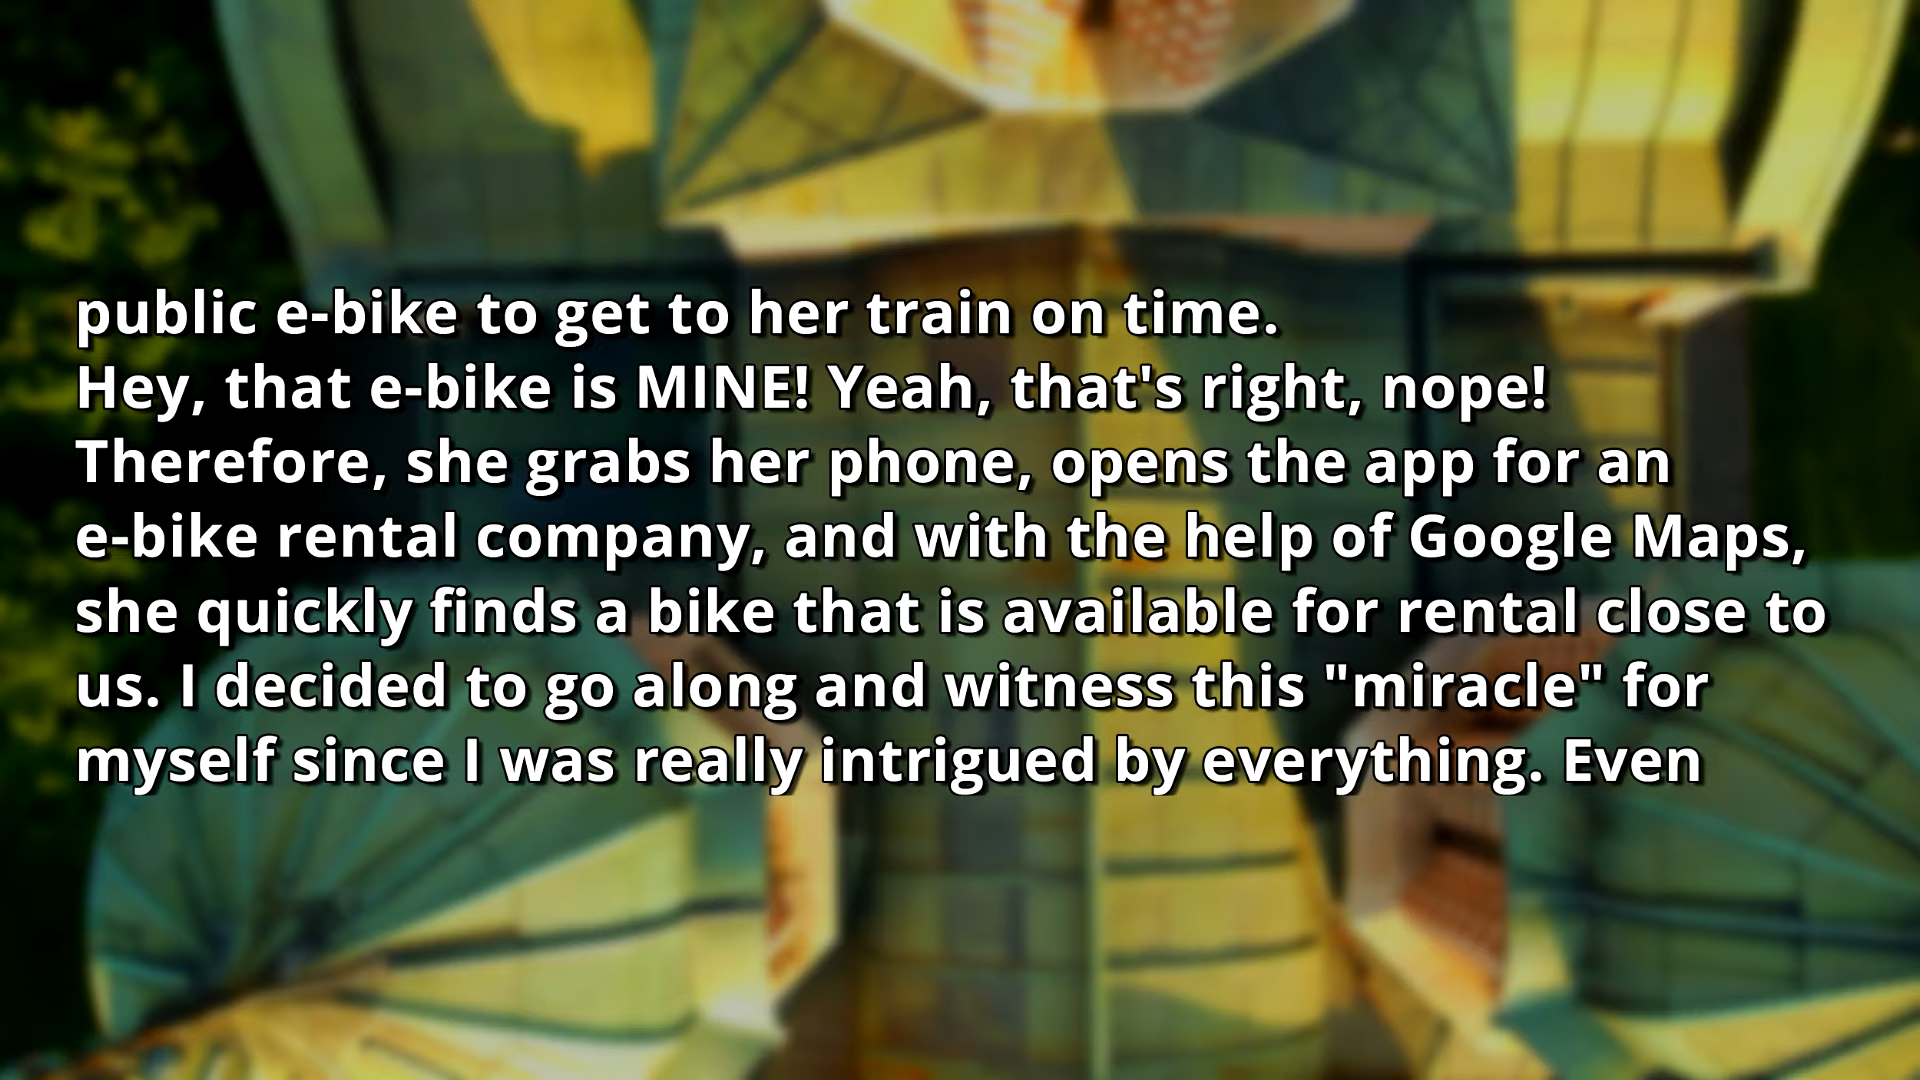 public e-bike to get to her train on time.
Hey, that e-bike is MINE! Yeah, that's right, nope!
Therefore, she grabs her phone, opens the app for an
e-bike rental company, and with the help of Google Maps,
she quickly finds a bike that is available for rental close to
us. I decided to go along and witness this "miracle" for
myself since I was really intrigued by everything. Even